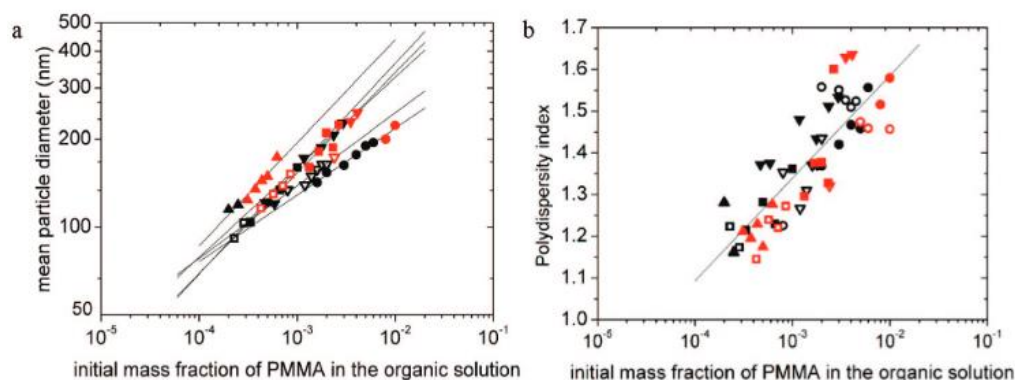 a
500
400
300
200
100
50
mean particle diameter (nm)
10-5 10-4 10-3 10-2 10-1
initial mass fraction of PMMA in the organic solution
b
1.7
1.6
1.5
1.4
1.3
1.2
1.1
1.0
Polydispersity index
10-5 10-4 10-3 10-2 10-1
initial mass fraction of PMMA in the organic solution